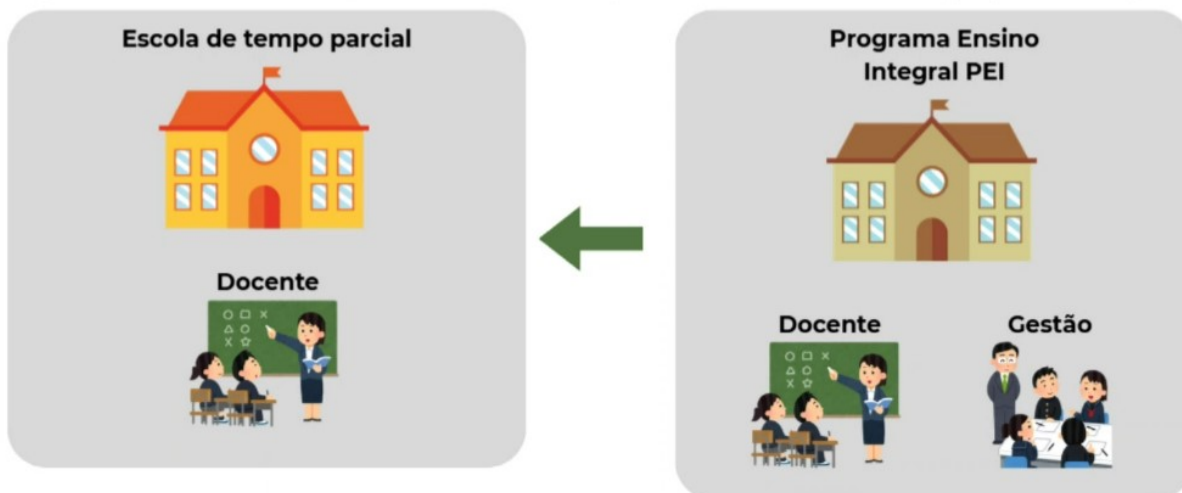 Escola de tempo parcial
Docente
Programa Ensino
Integral PEI
Docente
Gestão